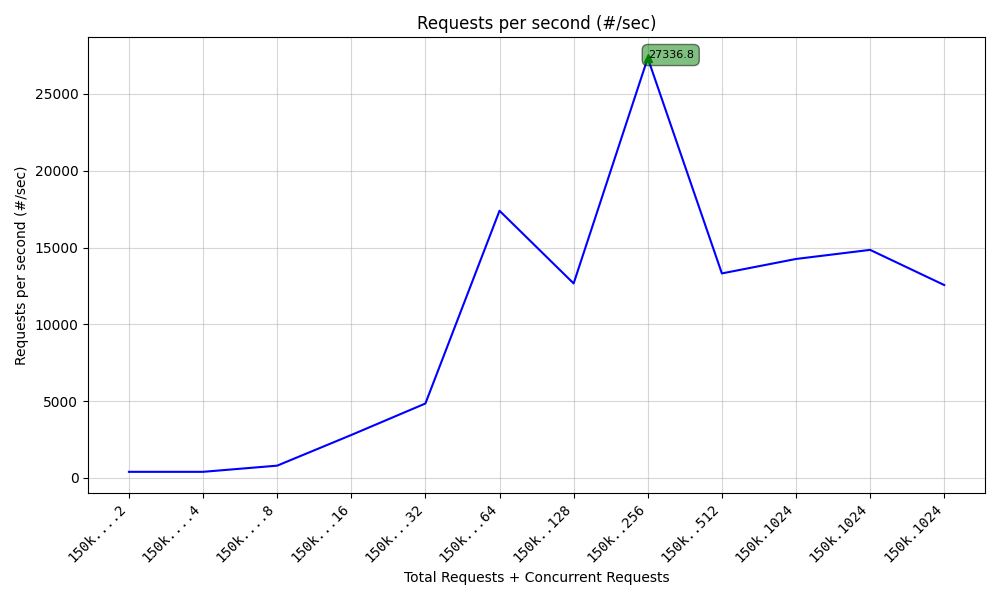 Requests per second (#/sec)
27336.8
25000
20000
15000
10000
5000
0
Requests per second (#/sec)
150k....2
150k....4
150k....8
150k...16
150k...32
150k...64
150k..128
150k..256
150k..512
150k.1024
150k.1024
150k.1024
Total Requests + Concurrent Requests